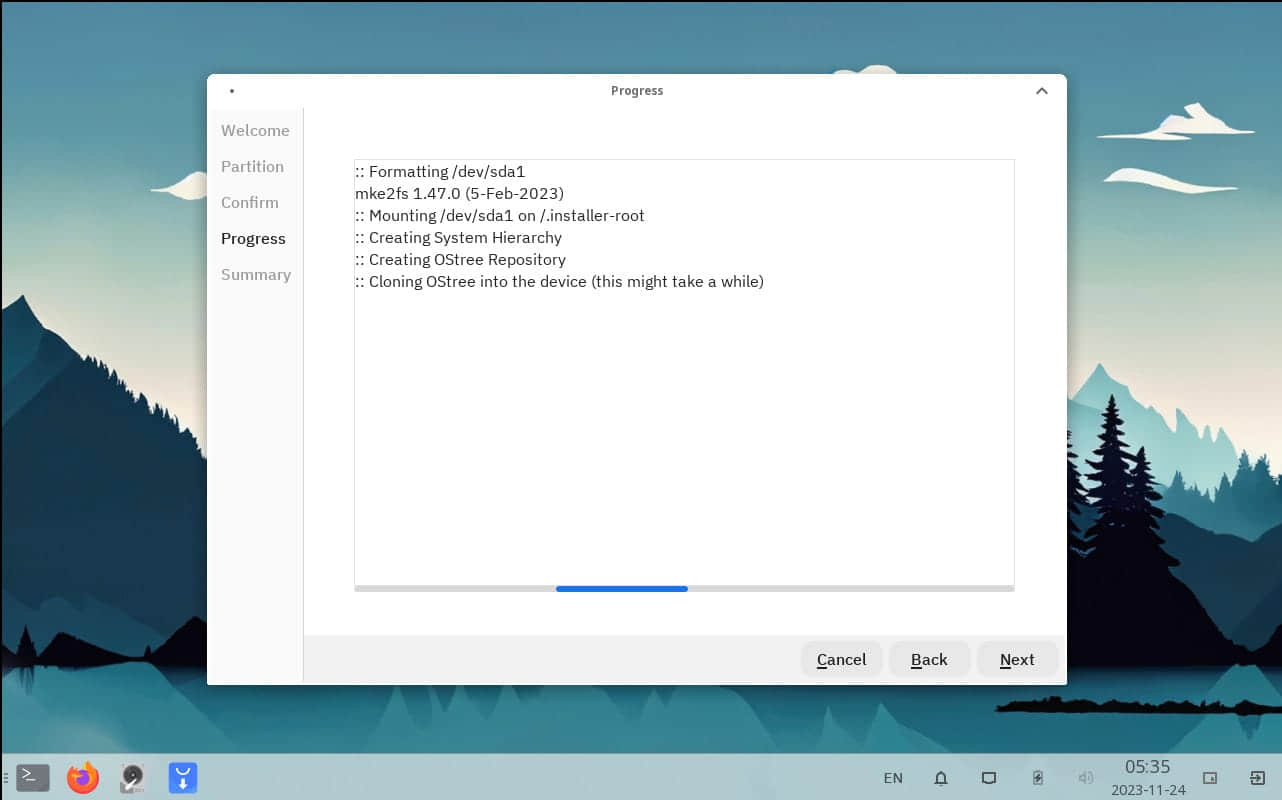 Progress
Welcome
Partition
Confirm
Progress
Summary
:: Formatting /dev/sda1
mke2fs 1.47.0 (5-Feb-2023)
:: Mounting /dev/sda1 on /.installer-root
:: Creating System Hierarchy
:: Creating OStree Repository
:: Cloning OStree into the device (this might take a while)
Cancel
Back
Next
EN
05:35
2023-11-24